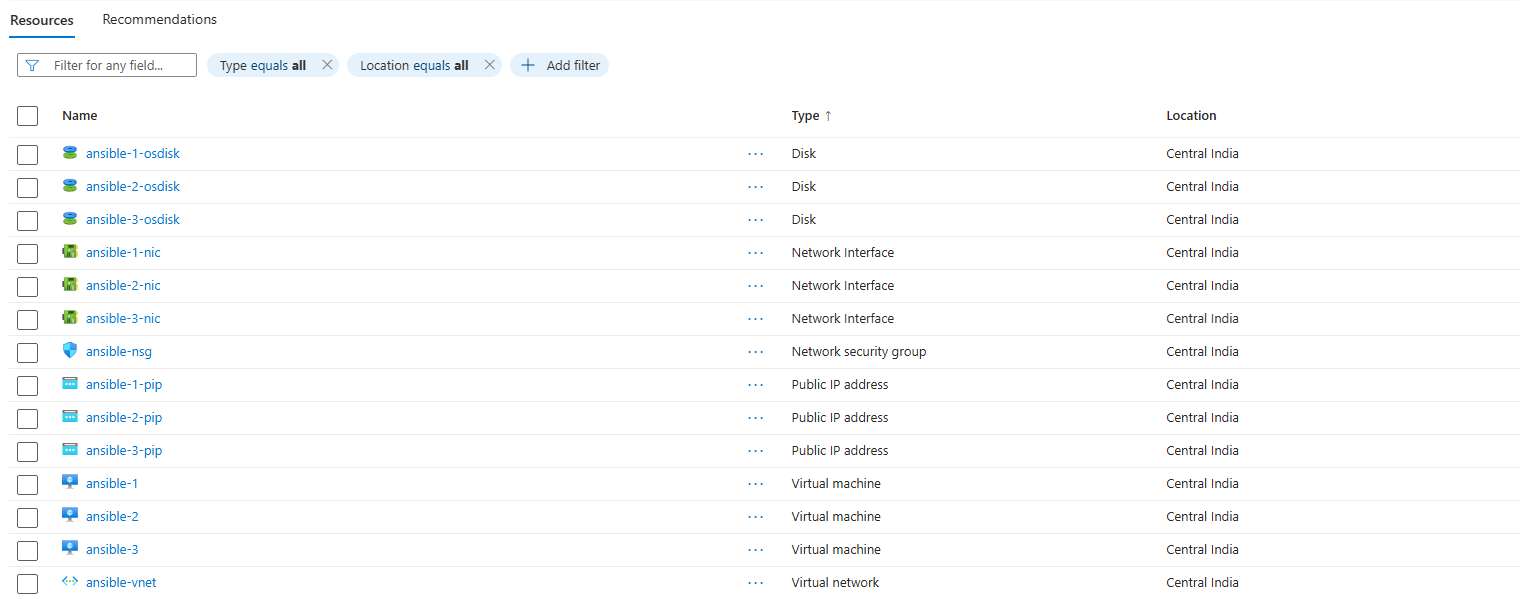 Resources Recommendations
Filter for any field... Type equals all Location equals all Add filter
Name Type ↑ Location
ansible-1-osdisk ... Disk Central India
ansible-2-osdisk ... Disk Central India
ansible-3-osdisk ... Disk Central India
ansible-1-nic ... Network Interface Central India
ansible-2-nic ... Network Interface Central India
ansible-3-nic ... Network Interface Central India
ansible-nsg ... Network security group Central India
ansible-1-pip ... Public IP address Central India
ansible-2-pip ... Public IP address Central India
ansible-3-pip ... Public IP address Central India
ansible-1 ... Virtual machine Central India
ansible-2 ... Virtual machine Central India
ansible-3 ... Virtual machine Central India
ansible-vnet ... Virtual network Central India